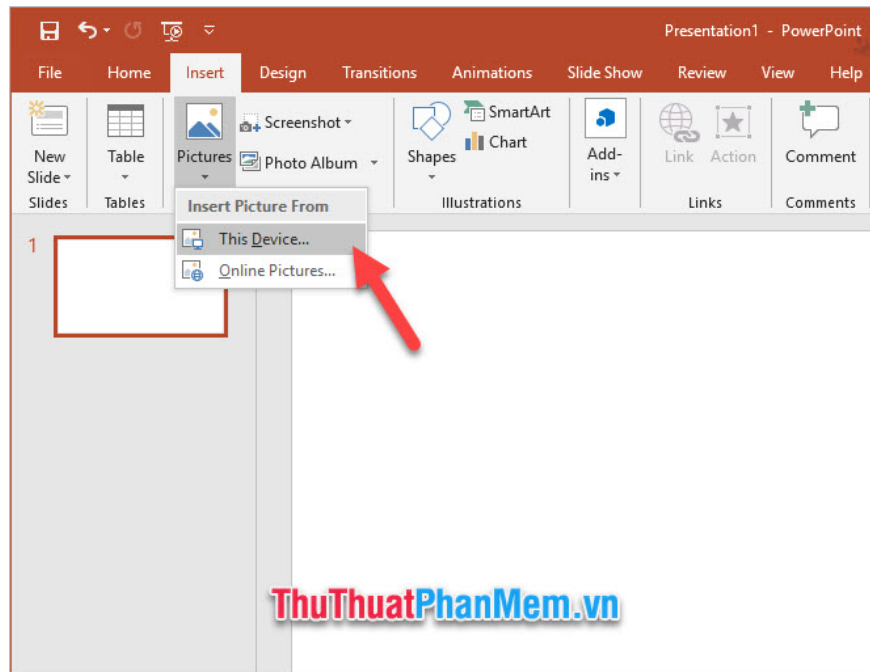 Presentation1 - PowerPoint
File Home Insert Design Transitions Animations Slide Show Review View Help
New Slide
Table
Pictures
Screenshot
Photo Album
Shapes
SmartArt
Chart
Add-ins
Link
Action
Comment
Slides
Tables
Illustrations
Links
Comments
Insert Picture From
This Device...
Online Pictures...
1
ThuThuatPhanMem.vn